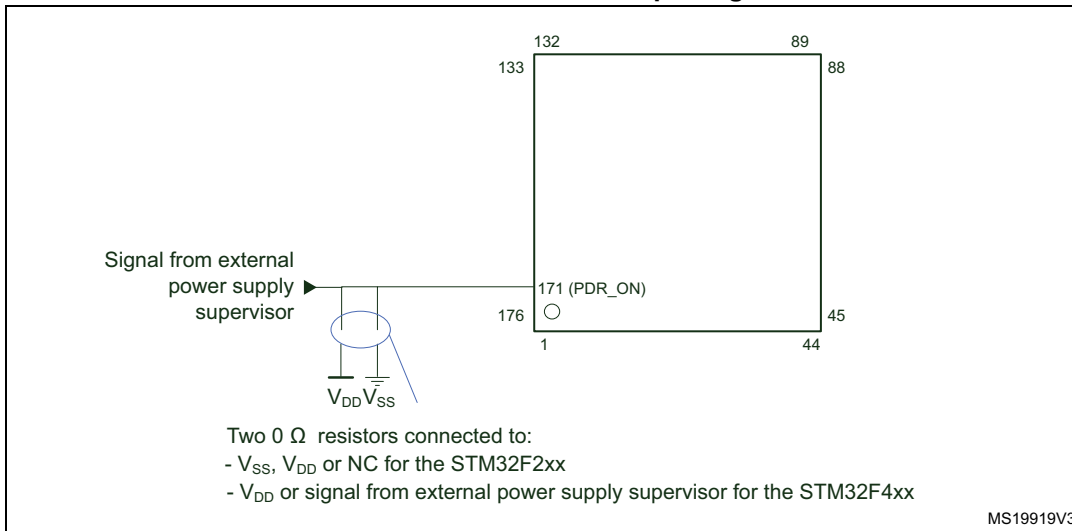 132
89
133
88
Signal from external
power supply
supervisor
171 (PDR_ON)
176
45
1
44
VDD VSS
Two 0 Ω resistors connected to:
- VSS, VDD or NC for the STM32F2xx
- VDD or signal from external power supply supervisor for the STM32F4xx
MS19919V3